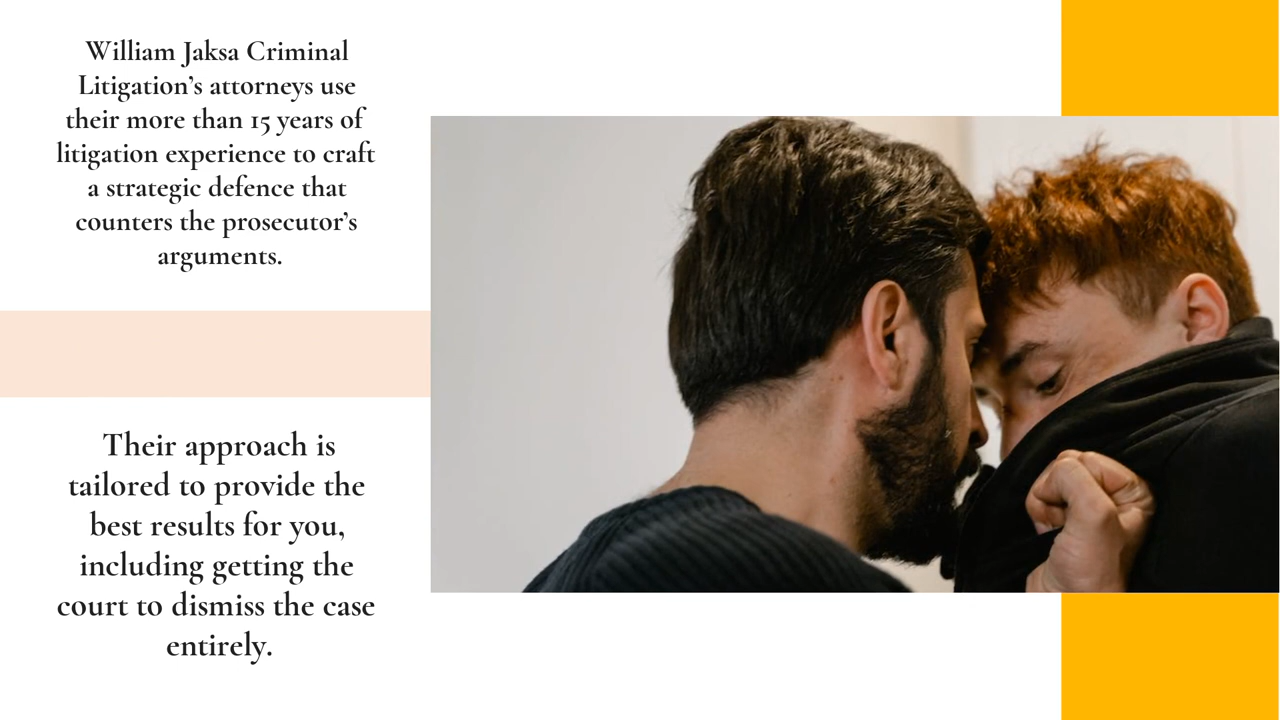 William Jaksa Criminal
Litigation’s attorneys use
their more than 15 years of
litigation experience to craft
a strategic defence that
counters the prosecutor’s
arguments.
Their approach is
tailored to provide the
best results for you,
including getting the
court to dismiss the case
entirely.